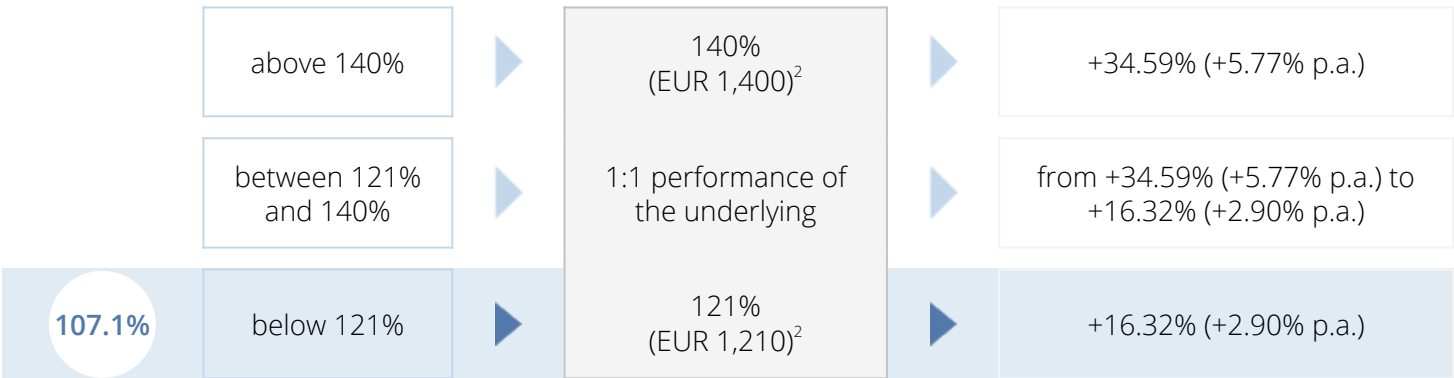 above 140%
140%
(EUR 1,400)²
+34.59% (+5.77% p.a.)
between 121%
and 140%
1:1 performance of
the underlying
from +34.59% (+5.77% p.a.) to
+16.32% (+2.90% p.a.)
107.1%
below 121%
121%
(EUR 1,210)²
+16.32% (+2.90% p.a.)